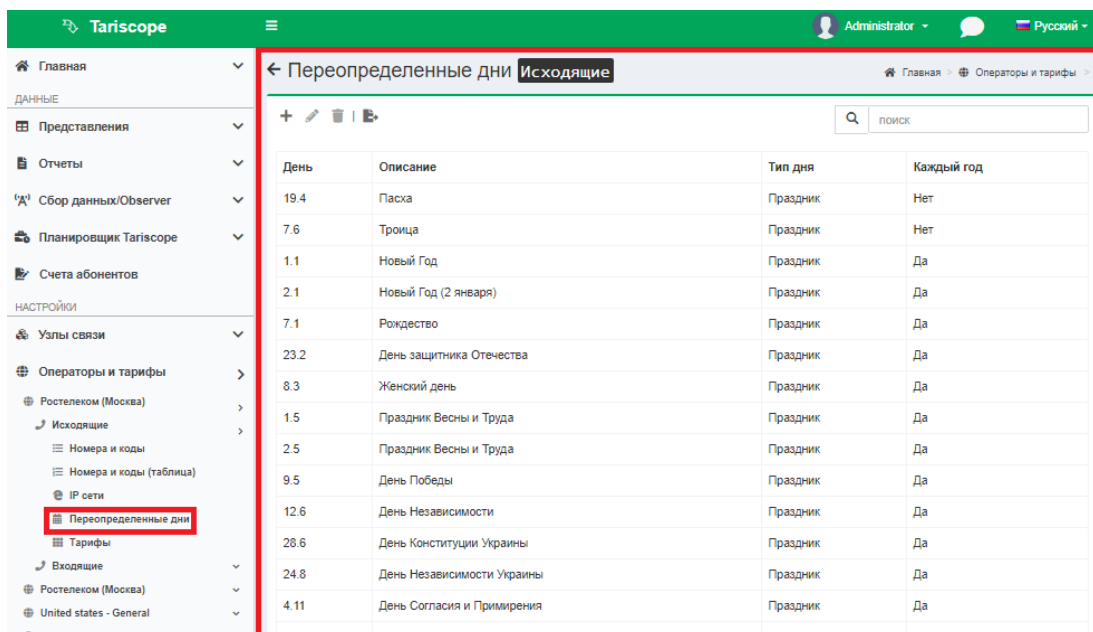 Tariscope
Administrator
Русский
Главная
ДАННЫЕ
Представления
Отчеты
Сбор данных/Observer
Планировщик Tariscope
Счета абонентов
НАСТРОЙКИ
Узлы связи
Операторы и тарифы
Ростелеком (Москва)
Исходящие
Номера и коды
Номера и коды (таблица)
IP сети
Переопределенные дни
Тарифы
Входящие
Ростелеком (Москва)
United states - General
Переопределенные дни Исходящие
Главная > Операторы и тарифы >
поиск
День Описание Тип дня Каждый год
19.4 Пасха Праздник Нет
7.6 Троица Праздник Нет
1.1 Новый Год Праздник Да
2.1 Новый Год (2 января) Праздник Да
7.1 Рождество Праздник Да
23.2 День защитника Отечества Праздник Да
8.3 Женский день Праздник Да
1.5 Праздник Весны и Труда Праздник Да
2.5 Праздник Весны и Труда Праздник Да
9.5 День Победы Праздник Да
12.6 День Независимости Праздник Да
28.6 День Конституции Украины Праздник Да
24.8 День Независимости Украины Праздник Да
4.11 День Согласия и Примирения Праздник Да